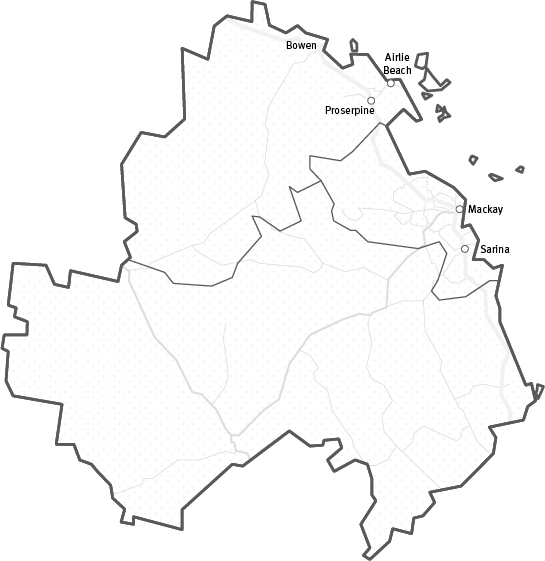 Bowen
Airlie
Beach
Proserpine
Mackay
Sarina